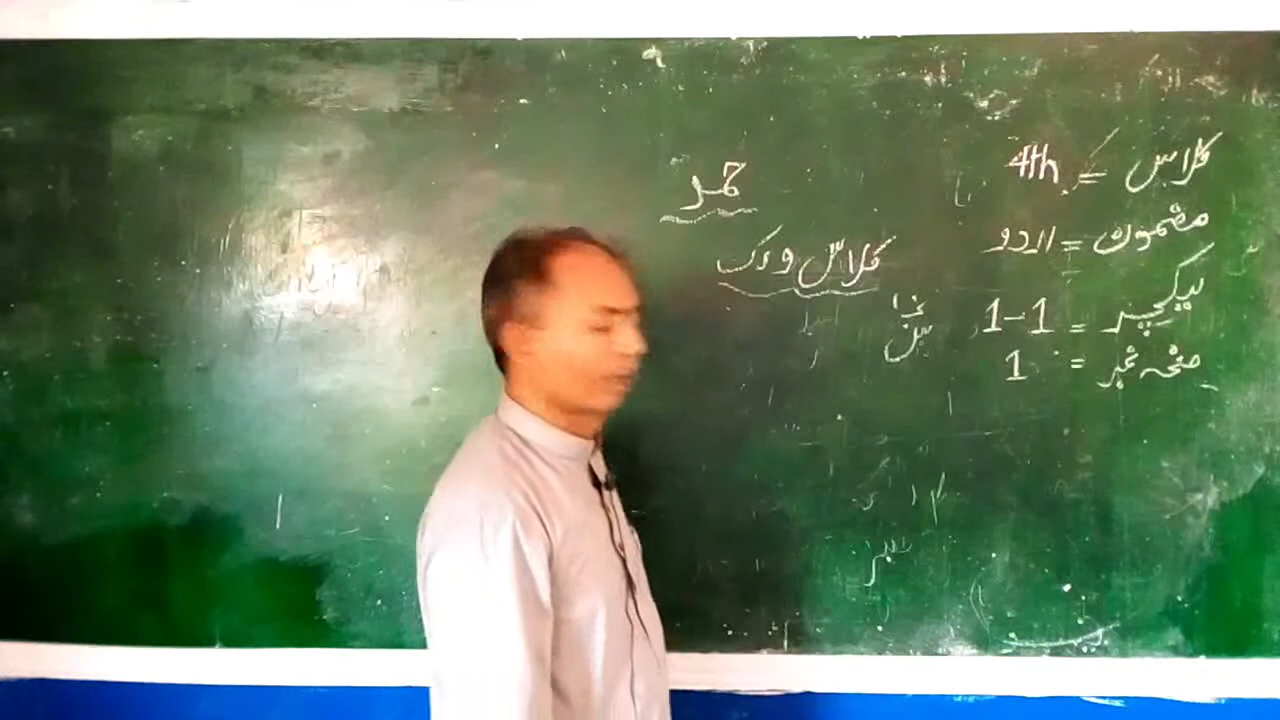 کلاس = 4th
مضمون = اردو
لیکچر = 1-1
صفحہ نمبر = 1
حمد
کلاس ورک